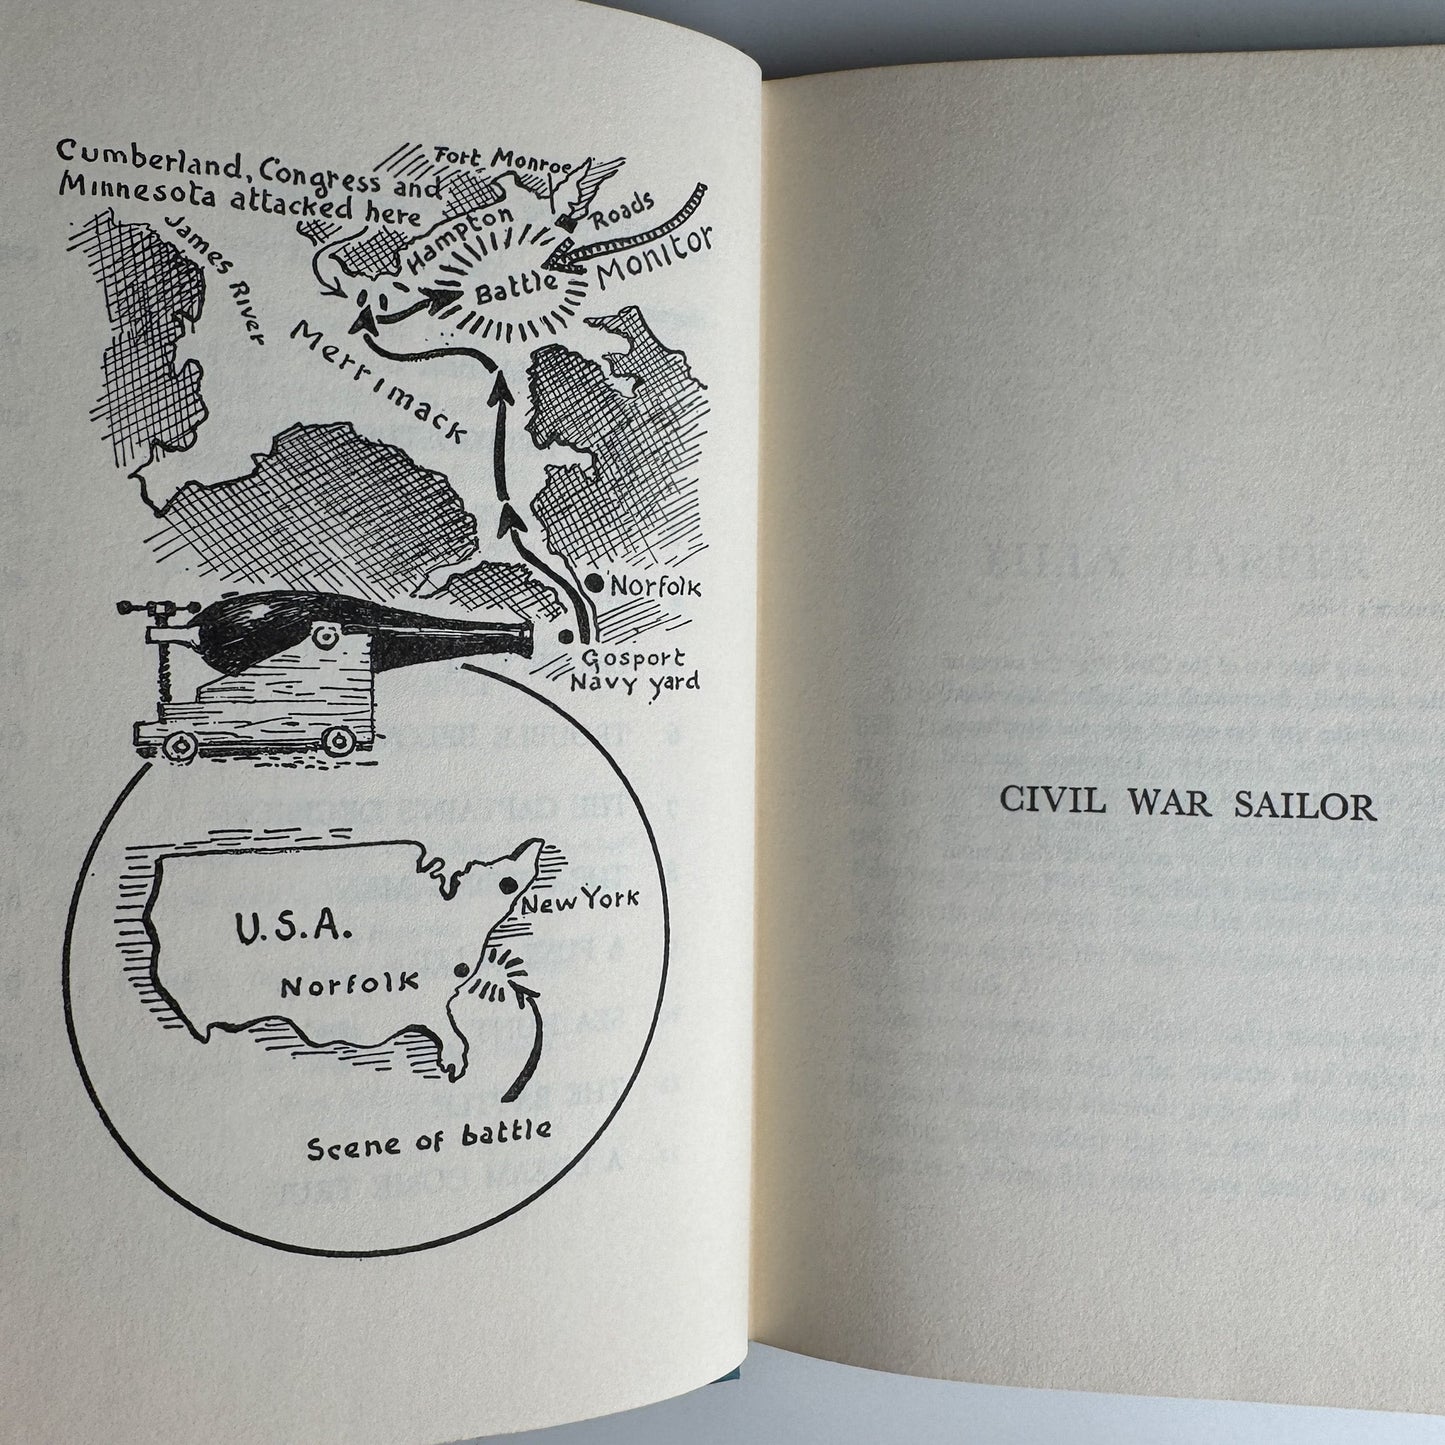 Cumberland, Congress and
Minnesota attacked here
Fort Monroe
James River
Hampton
Roads
Monitor
Battle
Merrimack
Norfolk
Gosport
Navy yard
U.S.A.
New York
Norfolk
Scene of battle
CIVIL WAR SAILOR